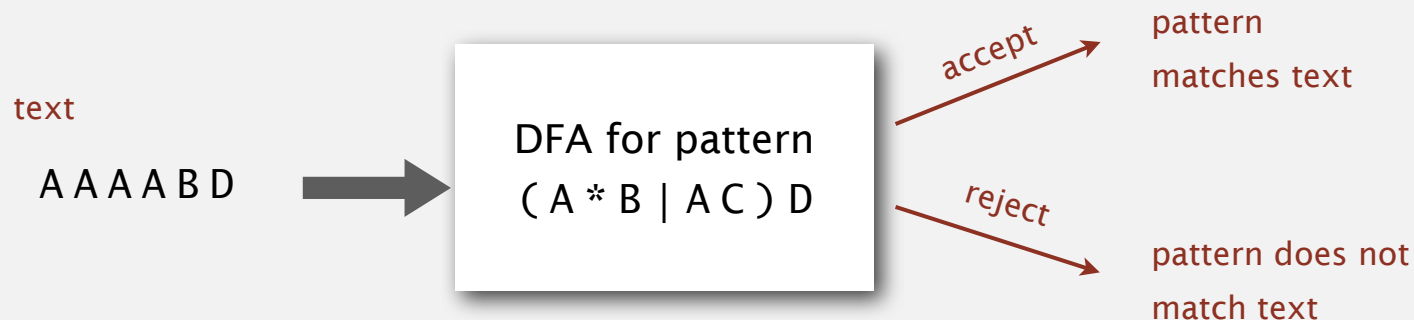 text
A A A A B D
DFA for pattern
( A * B | A C ) D
accept
pattern
matches text
reject
pattern does not
match text